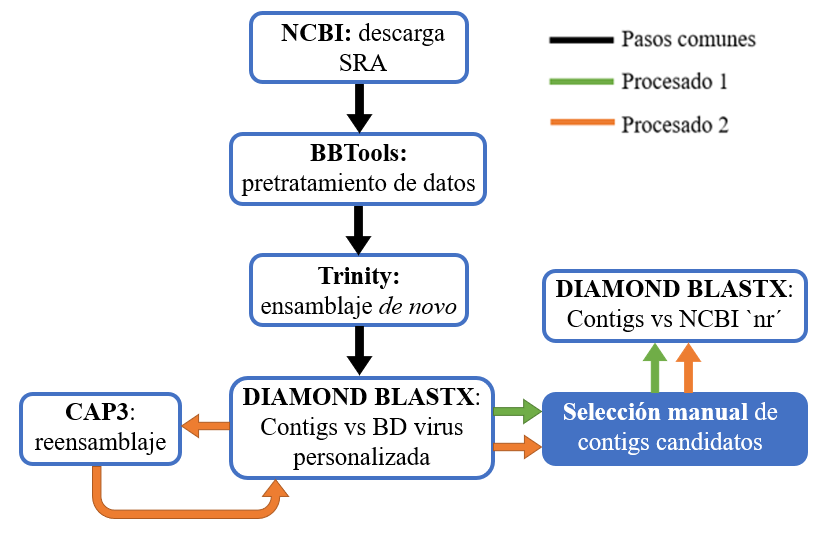 NCBI: descarga
SRA
Pasos comunes
Procesado 1
Procesado 2
BBTools:
pretratamiento de datos
Trinity:
ensamblaje de novo
DIAMOND BLASTX:
Contigs vs NCBI `nr´
CAP3:
reensamblaje
DIAMOND BLASTX:
Contigs vs BD virus
personalizada
Selección manual de
contigs candidatos